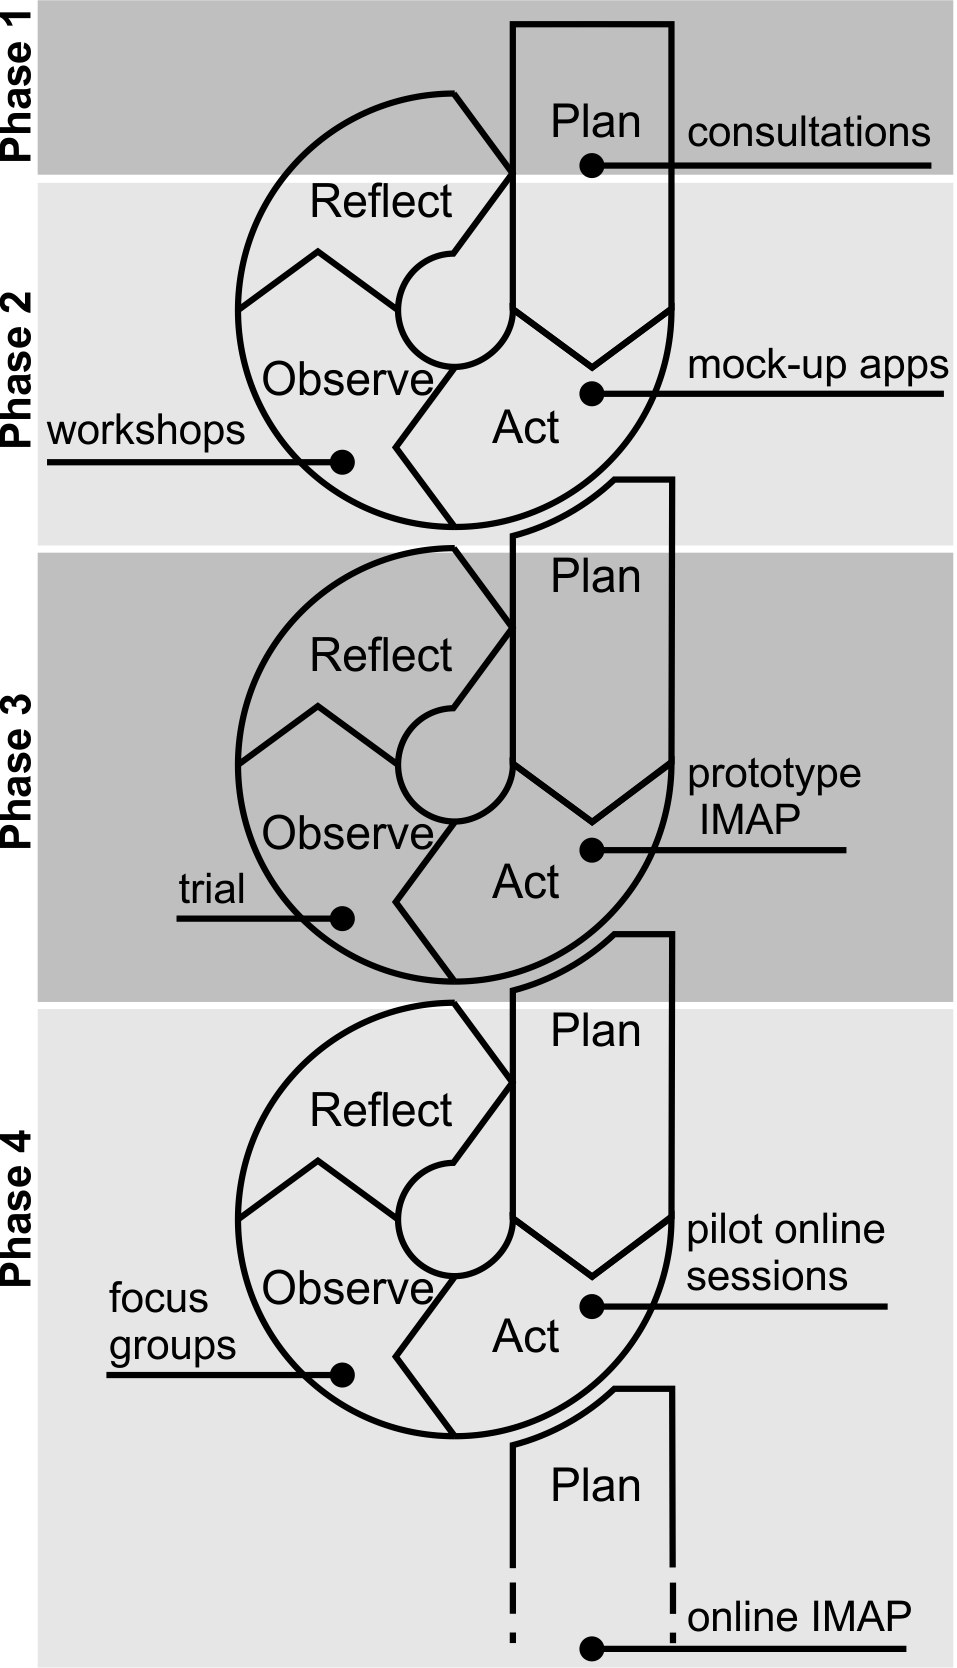 Phase 1
Plan
consultations
Phase 2
Reflect
Observe
mock-up apps
Act
workshops
Phase 3
Plan
Reflect
prototype
IMAP
Observe
Act
trial
Phase 4
Plan
Reflect
pilot online
sessions
Observe
focus
groups
Act
Plan
online IMAP